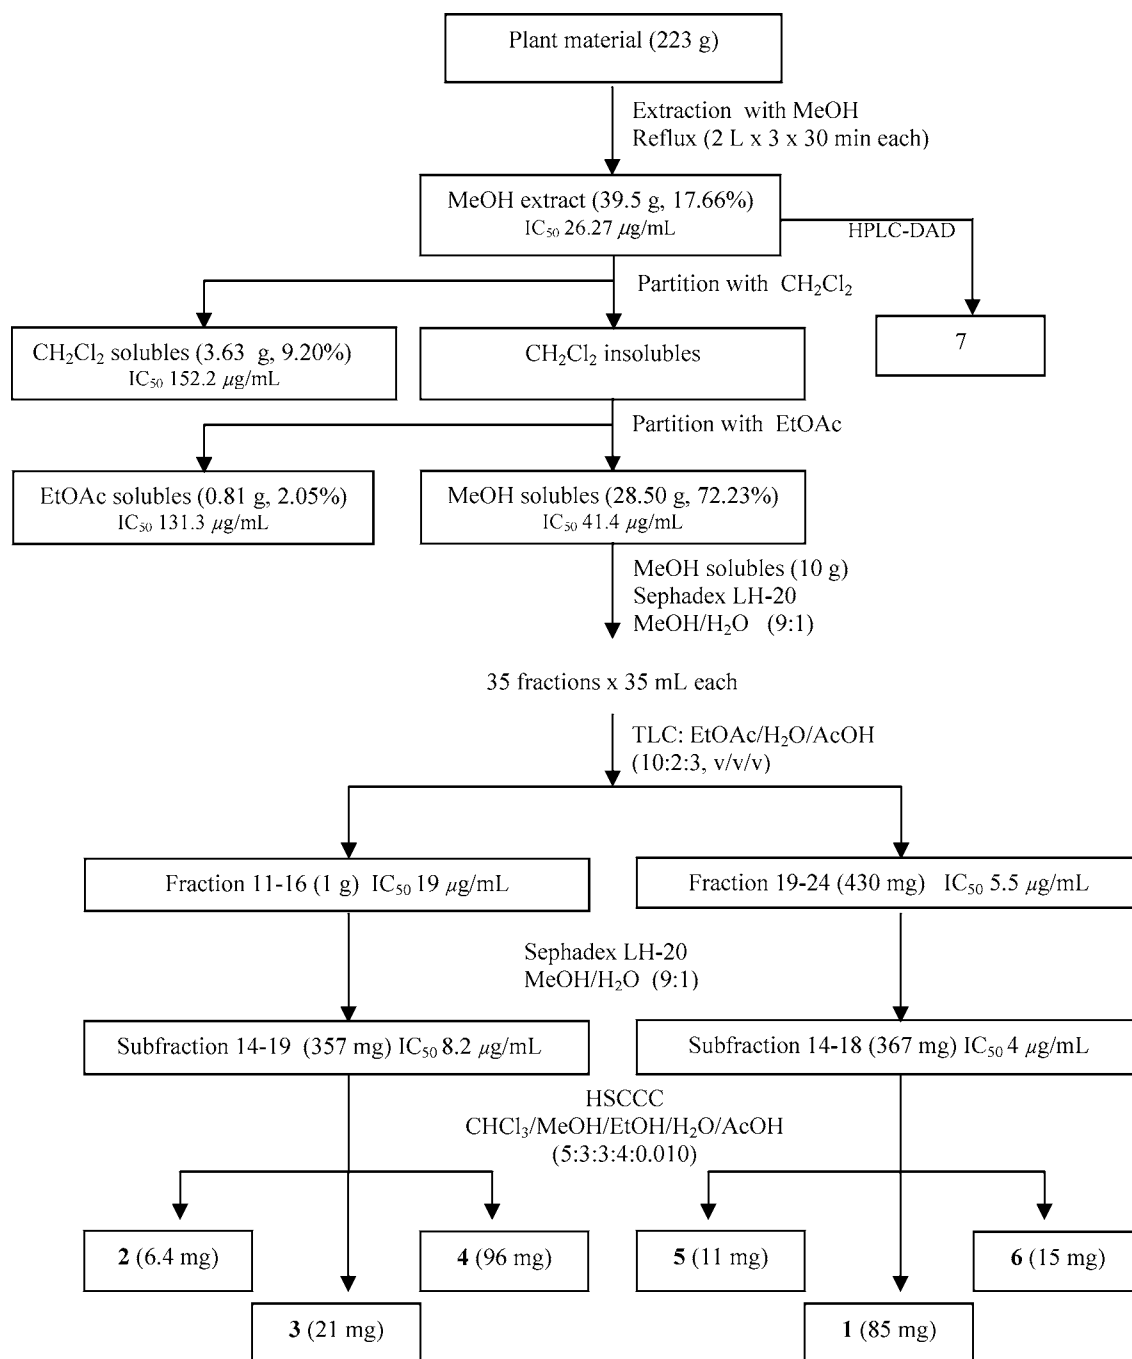 Plant material (223 g)
Extraction with MeOH
Reflux (2 L x 3 x 30 min each)
MeOH extract (39.5 g, 17.66%)
IC₅₀ 26.27 µg/mL
HPLC-DAD
Partition with CH₂Cl₂
7
CH₂Cl₂ solubles (3.63 g, 9.20%)
IC₅₀ 152.2 µg/mL
CH₂Cl₂ insolubles
Partition with EtOAc
EtOAc solubles (0.81 g, 2.05%)
IC₅₀ 131.3 µg/mL
MeOH solubles (28.50 g, 72.23%)
IC₅₀ 41.4 µg/mL
MeOH solubles (10 g)
Sephadex LH-20
MeOH/H₂O (9:1)
35 fractions x 35 mL each
TLC: EtOAc/H₂O/AcOH
(10:2:3, v/v/v)
Fraction 11-16 (1 g) IC₅₀ 19 µg/mL
Fraction 19-24 (430 mg) IC₅₀ 5.5 µg/mL
Sephadex LH-20
MeOH/H₂O (9:1)
Subfraction 14-19 (357 mg) IC₅₀ 8.2 µg/mL
Subfraction 14-18 (367 mg) IC₅₀ 4 µg/mL
HSCCC
CHCl₃/MeOH/EtOH/H₂O/AcOH
(5:3:3:4:0.010)
2 (6.4 mg)
4 (96 mg)
5 (11 mg)
6 (15 mg)
3 (21 mg)
1 (85 mg)